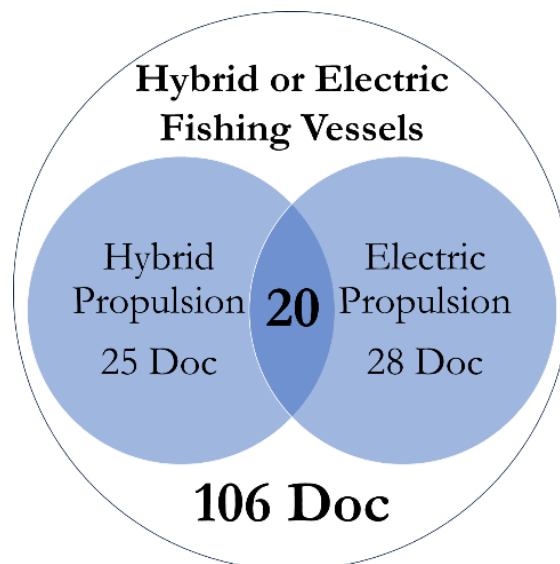 Hybrid or Electric
Fishing Vessels
Hybrid
Propulsion
25 Doc
20
Electric
Propulsion
28 Doc
106 Doc